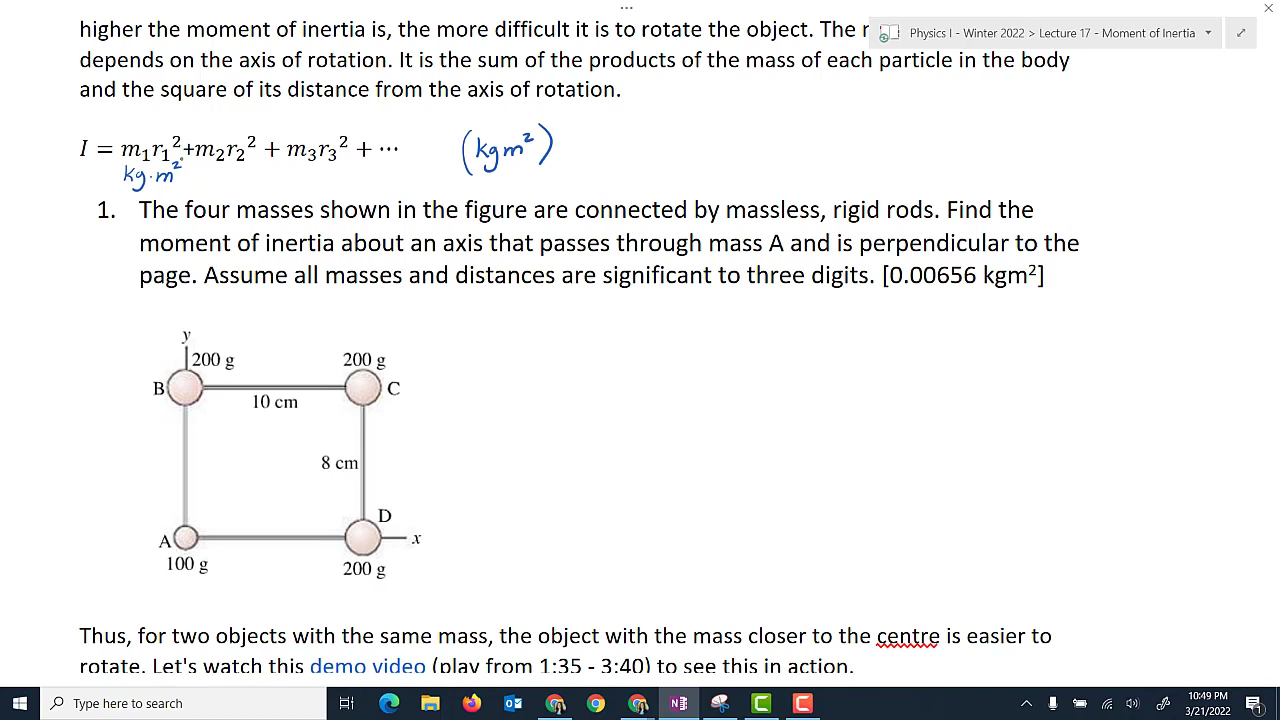 higher the moment of inertia is, the more difficult it is to rotate the object. The
Physics I - Winter 2022 > Lecture 17 - Moment of Inertia
depends on the axis of rotation. It is the sum of the products of the mass of each particle in the body
and the square of its distance from the axis of rotation.
I = m₁r₁²+m₂r₂² + m₃r₃² + ⋯ (kgm²)
kg·m²
1. The four masses shown in the figure are connected by massless, rigid rods. Find the
moment of inertia about an axis that passes through mass A and is perpendicular to the
page. Assume all masses and distances are significant to three digits. [0.00656 kgm²]
y
200 g 200 g
B C
10 cm
8 cm
D
A x
100 g 200 g
Thus, for two objects with the same mass, the object with the mass closer to the centre is easier to
rotate. Let's watch this demo video (play from 1:35 - 3:40) to see this in action.
Type here to search
10:49 PM
3/21/2022